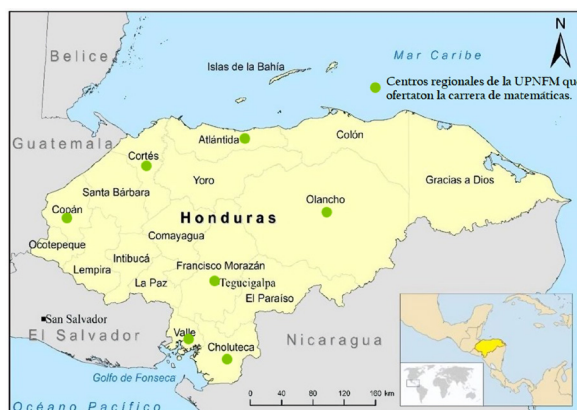 Belice
Mar Caribe
N
Islas de la Bahía
Centros regionales de la UPNFM que
ofertaton la carrera de matemáticas.
Guatemala
Atlántida
Colón
Cortés
Yoro
Gracias a Dios
Santa Bárbara
Olancho
Copán
Honduras
Ocotepeque
Comayagua
Intibucá
Lempira
Francisco Morazán
La Paz
Tegucigalpa
El Paraíso
San Salvador
El Salvador
Valle
Nicaragua
Choluteca
Golfo de Fonseca
0 40 80 120 160
km
Océano Pacífico